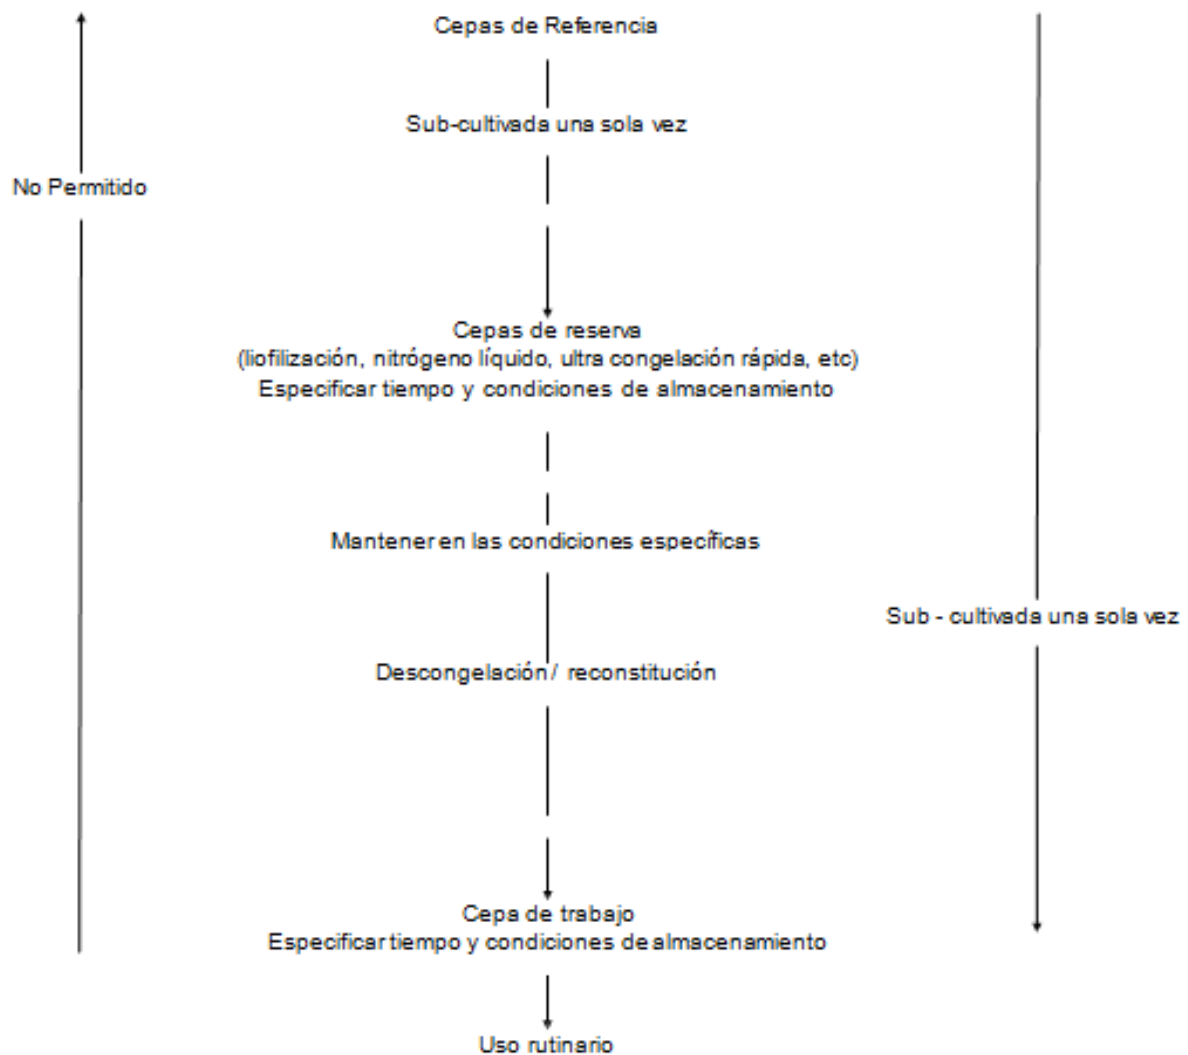 Cepas de Referencia
Sub-cultivada una sola vez
No Permitido
Cepas de reserva
(liofilización, nitrógeno líquido, ultra congelación rápida, etc)
Especificar tiempo y condiciones de almacenamiento
Mantener en las condiciones específicas
Sub - cultivada una sola vez
Descongelación / reconstitución
Cepa de trabajo
Especificar tiempo y condiciones de almacenamiento
Uso rutinario